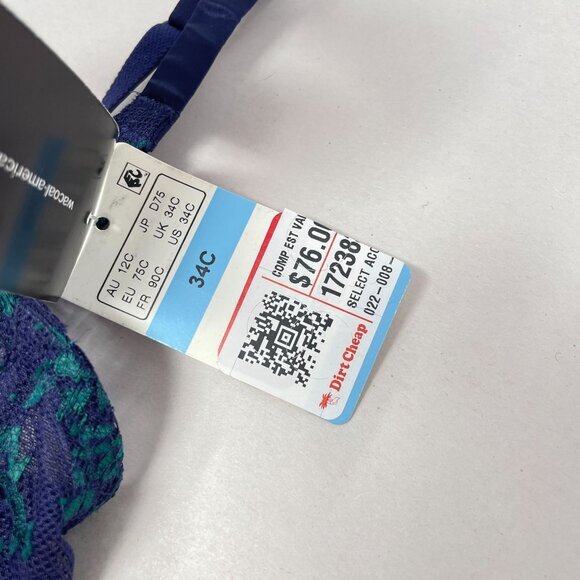 wacoal-america
AU 12C JP D75
EU 75C UK 34C
FR 90C US 34C
34C
COMP EST VAL
$76.00
17238
SELECT ACC
022-008
Dirt Cheap